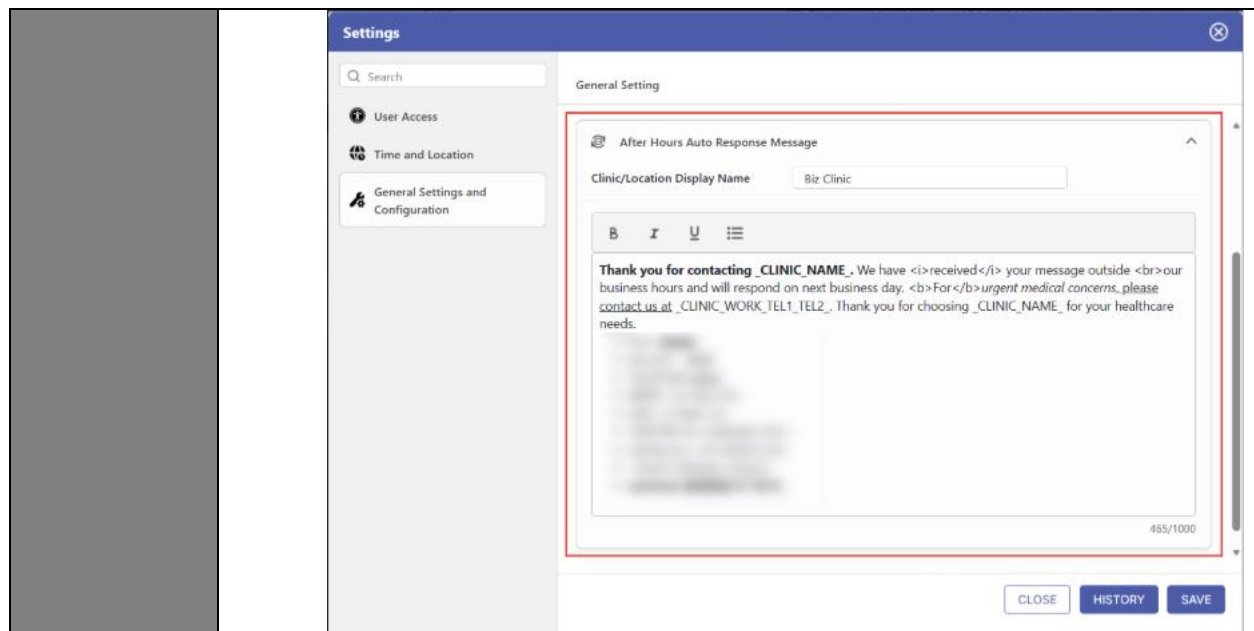 Settings
Search
General Setting
User Access
Time and Location
General Settings and
Configuration
After Hours Auto Response Message
Clinic/Location Display Name
Biz Clinic
B I U
Thank you for contacting _CLINIC_NAME_. We have <i>received</i> your message outside <br>our
business hours and will respond on next business day. <b>For</b>urgent medical concerns, please
contact us at _CLINIC_WORK_TEL1_TEL2_. Thank you for choosing _CLINIC_NAME_ for your healthcare
needs.
465/1000
CLOSE
HISTORY
SAVE